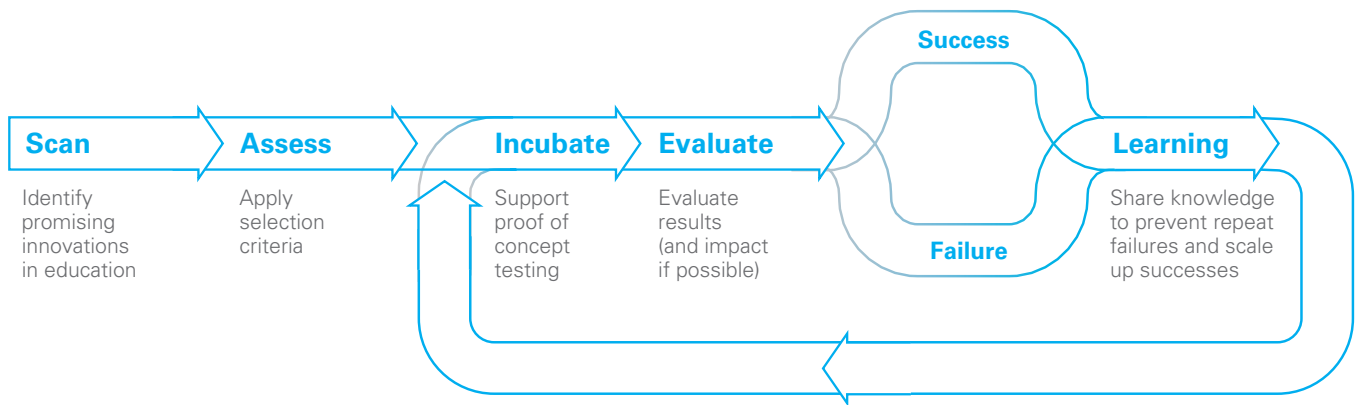 Scan
Identify
promising
innovations
in education
Assess
Apply
selection
criteria
Incubate
Support
proof of
concept
testing
Evaluate
Evaluate
results
(and impact
if possible)
Success
Failure
Learning
Share knowledge
to prevent repeat
failures and scale
up successes